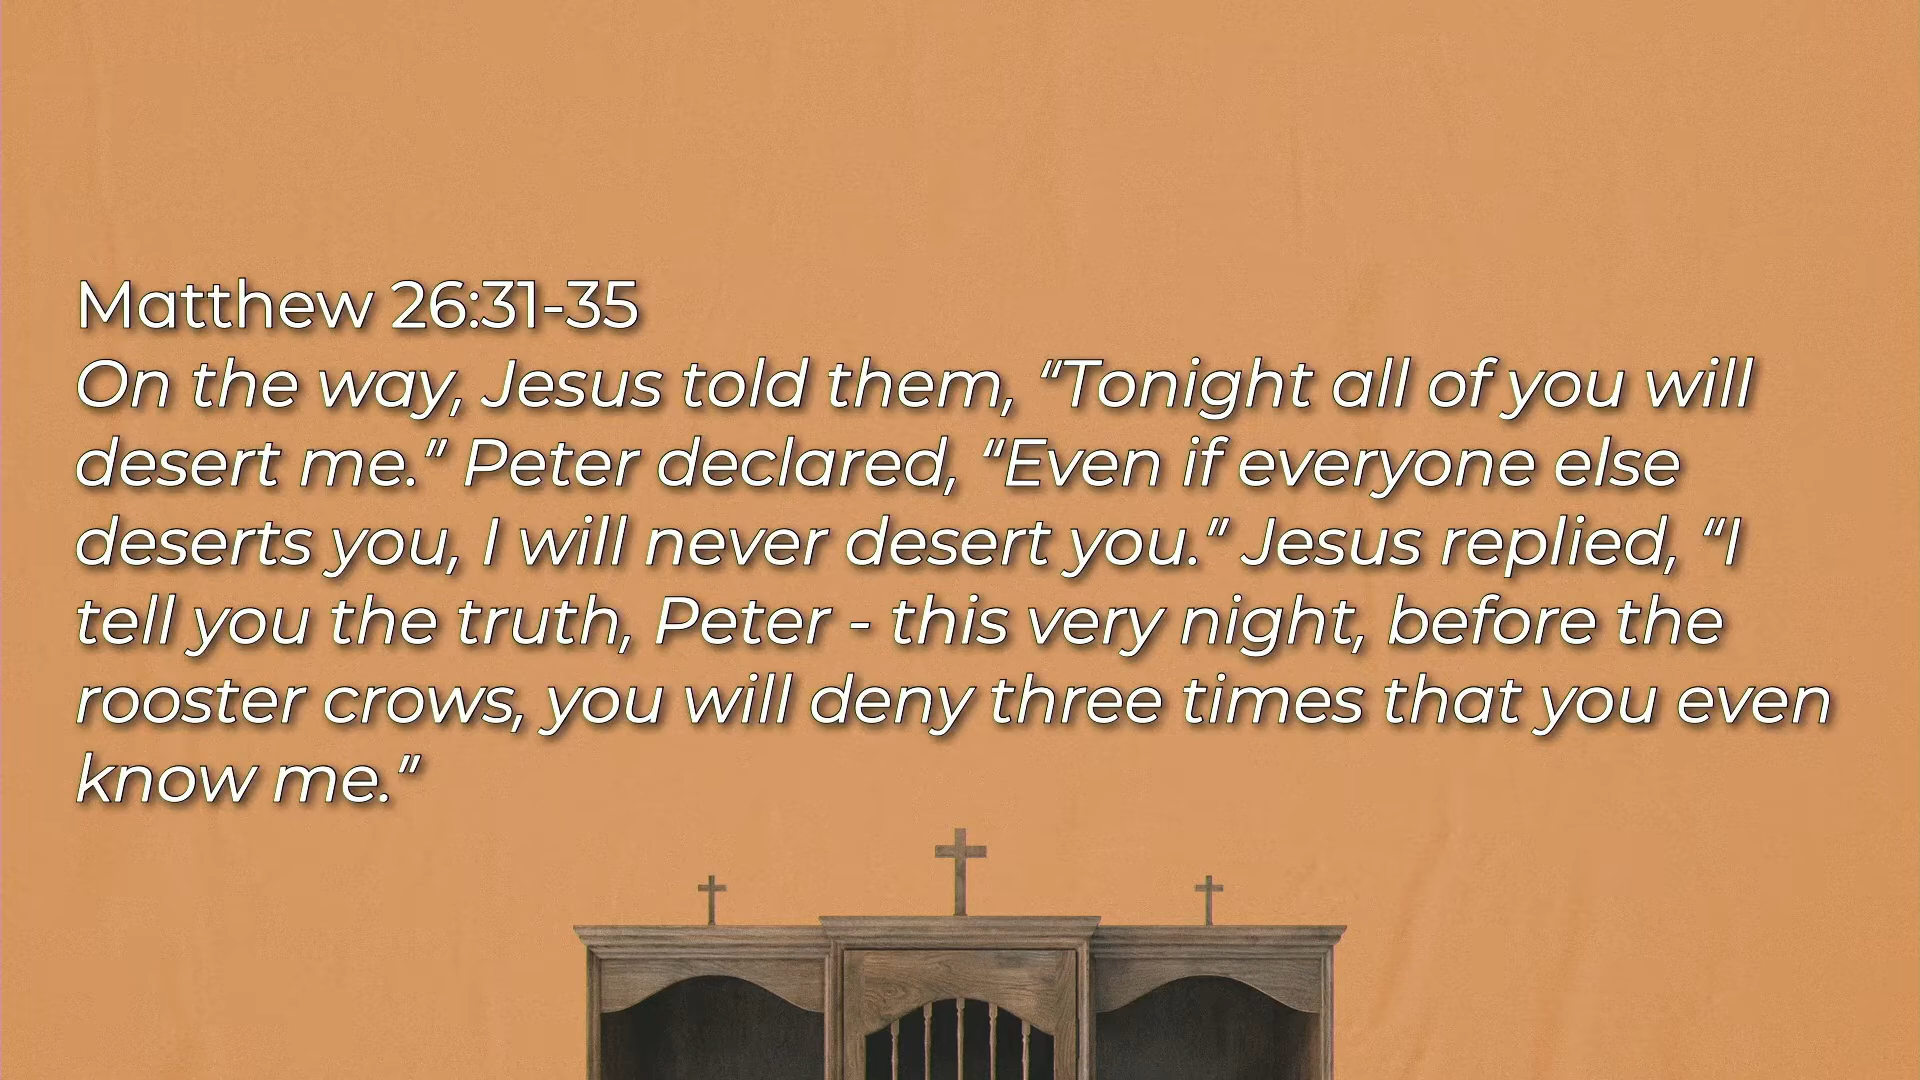 Matthew 26:31-35
On the way, Jesus told them, “Tonight all of you will
desert me.” Peter declared, “Even if everyone else
deserts you, I will never desert you.” Jesus replied, “I
tell you the truth, Peter - this very night, before the
rooster crows, you will deny three times that you even
know me.”